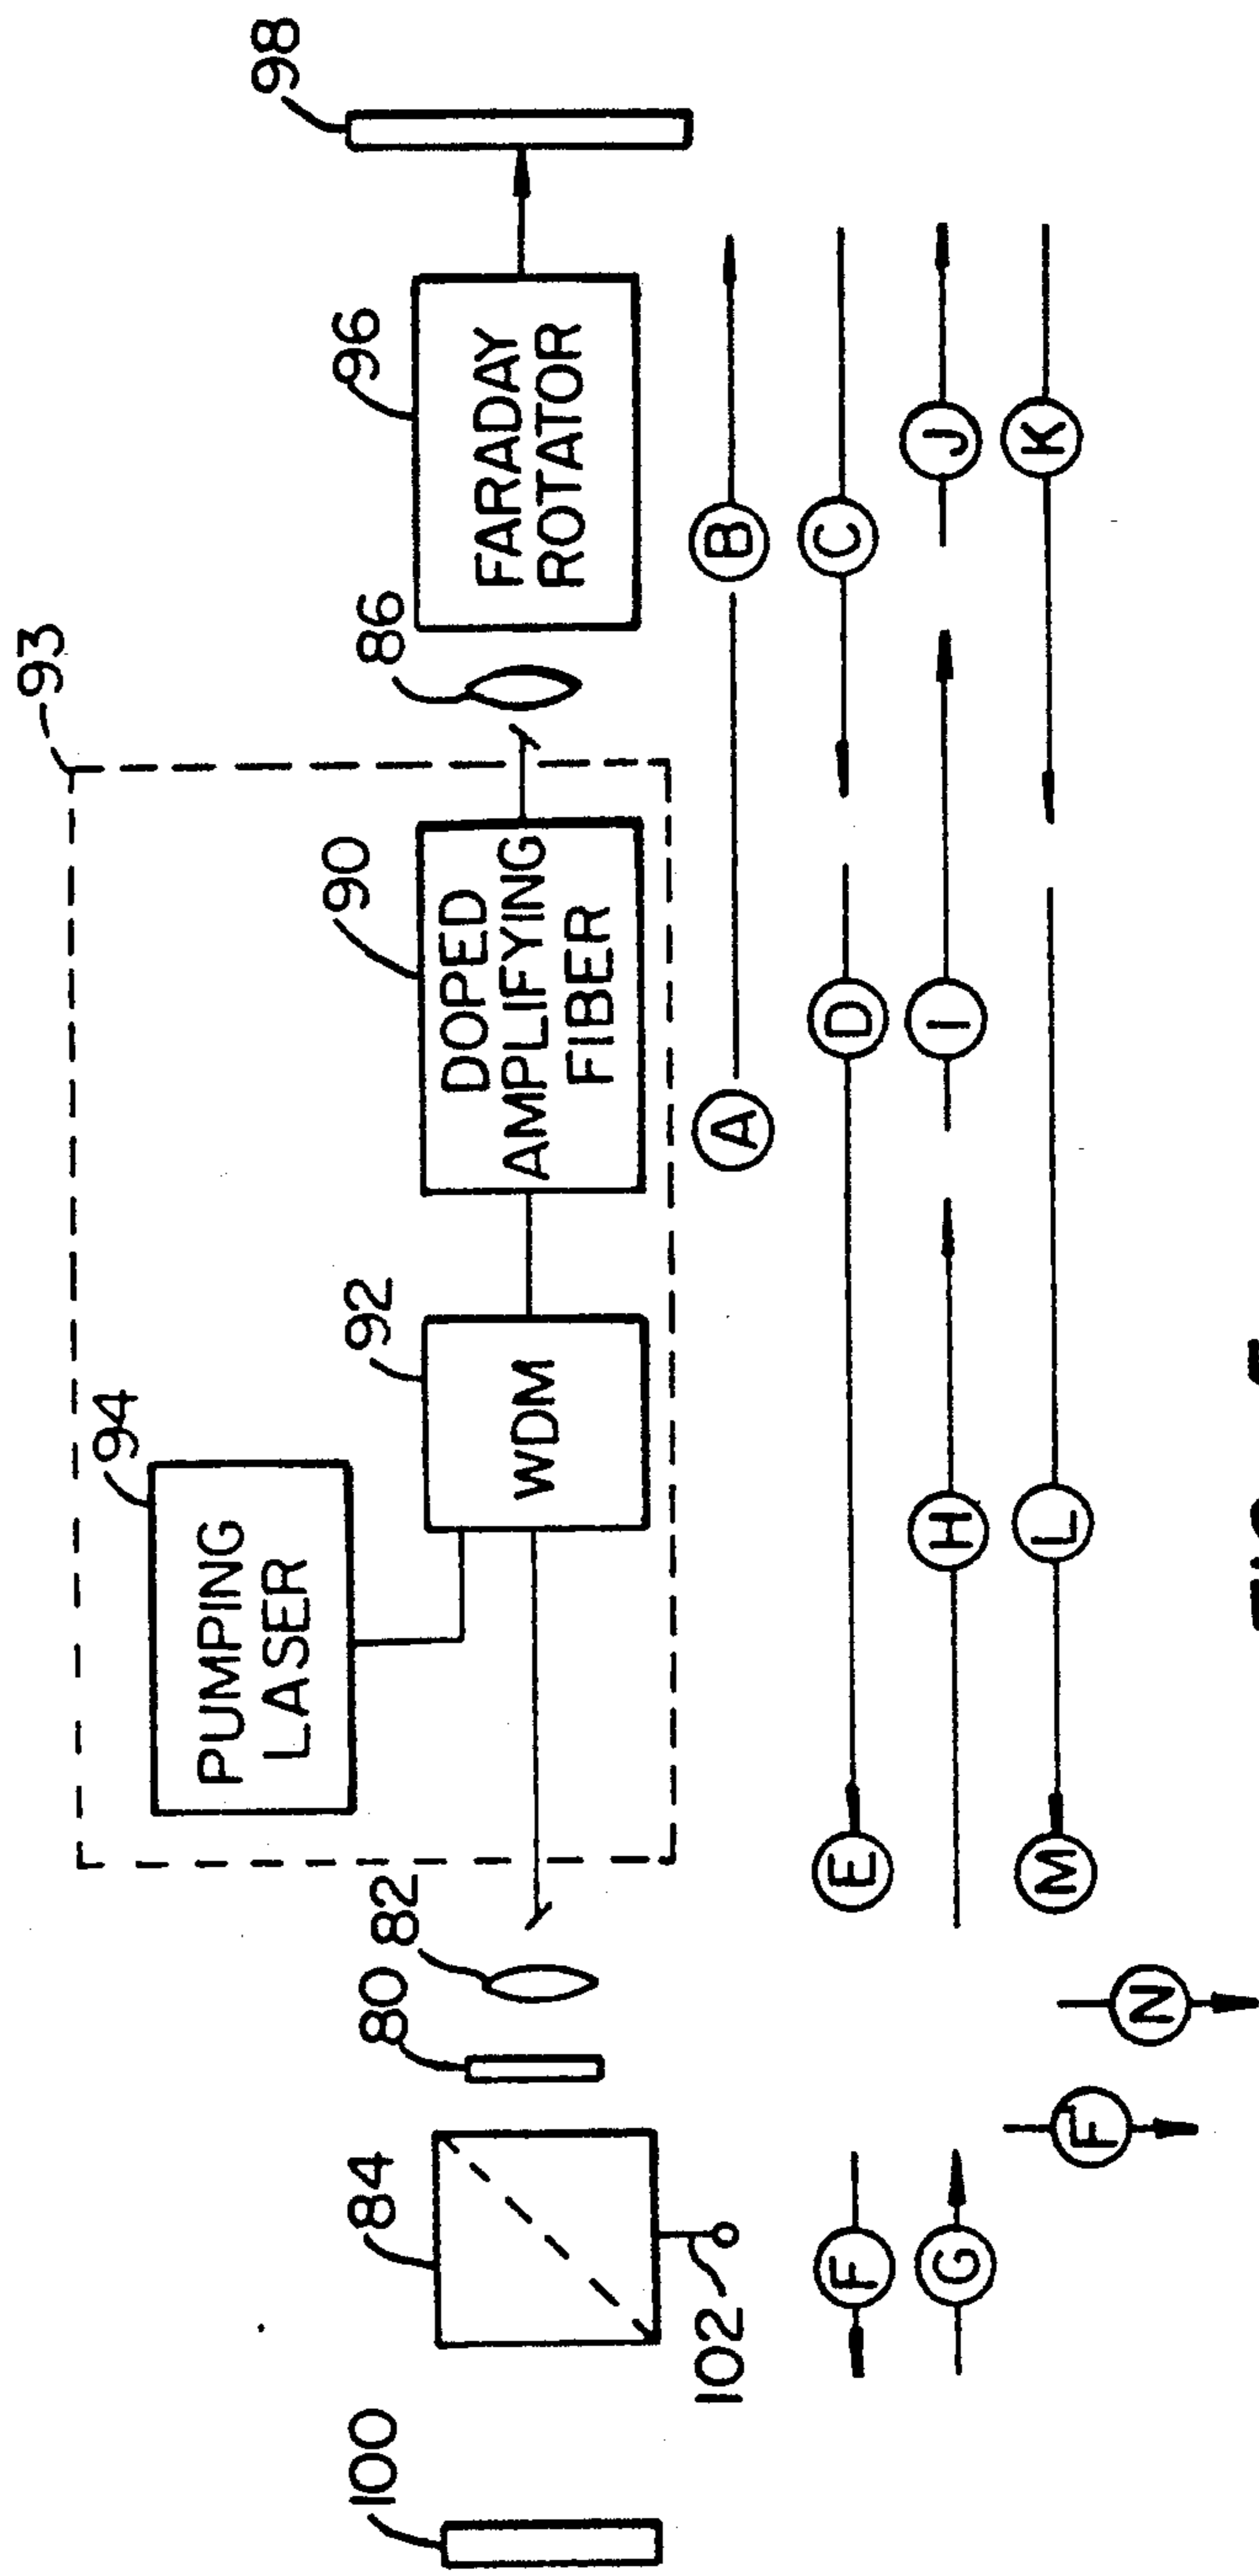 93
94
98
PUMPING
LASER
100
84
80
82
92
90
86
96
WDM
DOPED
AMPLIFYING
FIBER
FARADAY
ROTATOR
102
A
B
F
E
D
C
G
H
I
J
F'
M
L
K
N